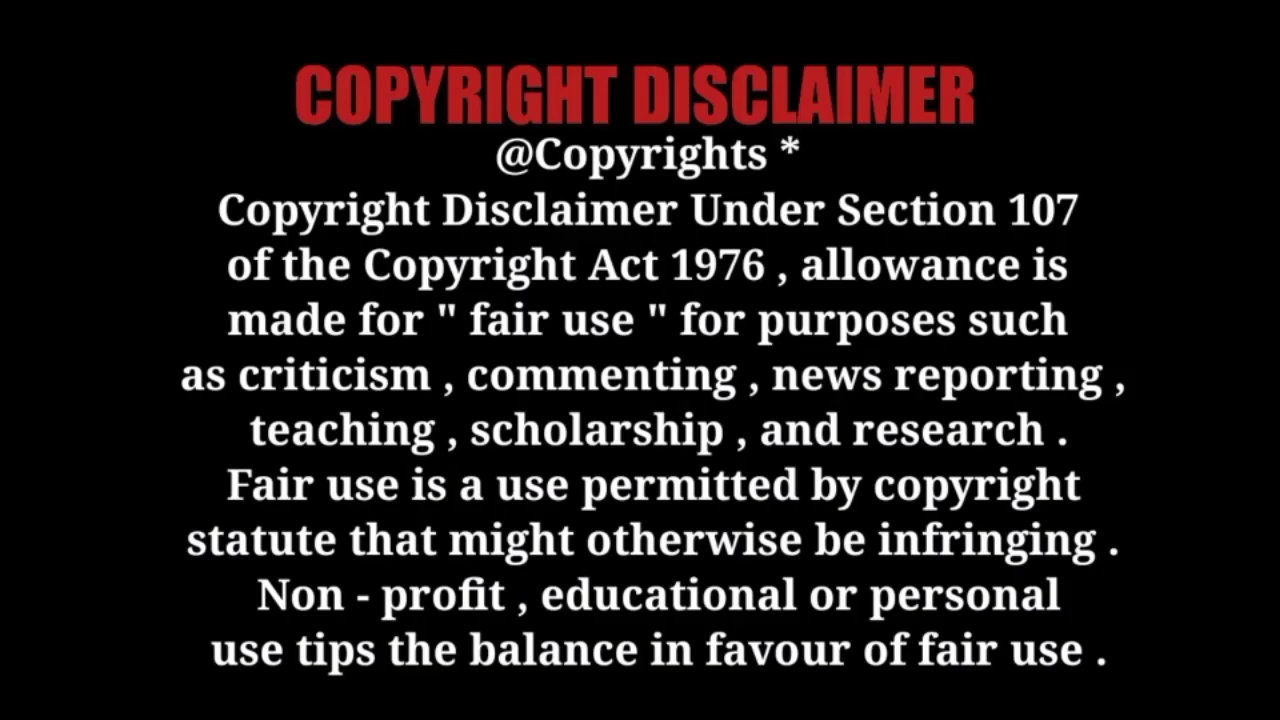 COPYRIGHT DISCLAIMER
@Copyrights *
Copyright Disclaimer Under Section 107
of the Copyright Act 1976 , allowance is
made for " fair use " for purposes such
as criticism , commenting , news reporting ,
teaching , scholarship , and research .
Fair use is a use permitted by copyright
statute that might otherwise be infringing .
Non - profit , educational or personal
use tips the balance in favour of fair use .